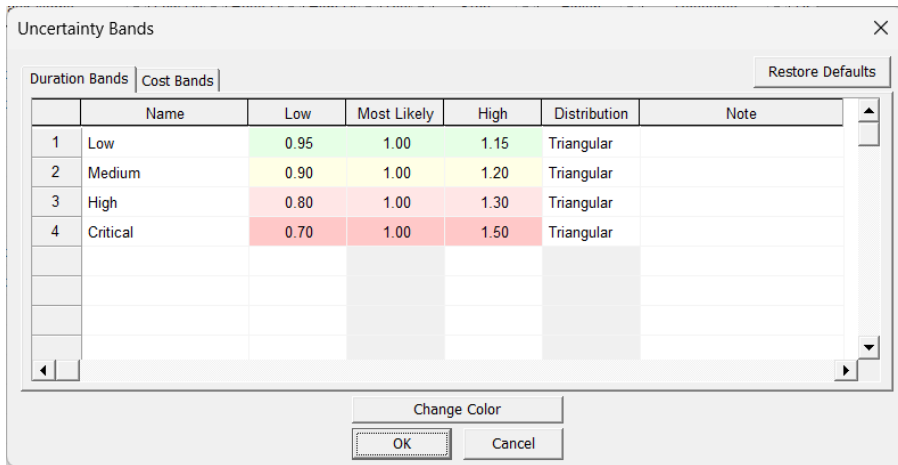 Uncertainty Bands
Duration Bands Cost Bands Restore Defaults
Name Low Most Likely High Distribution Note
1 Low 0.95 1.00 1.15 Triangular
2 Medium 0.90 1.00 1.20 Triangular
3 High 0.80 1.00 1.30 Triangular
4 Critical 0.70 1.00 1.50 Triangular
Change Color
OK Cancel